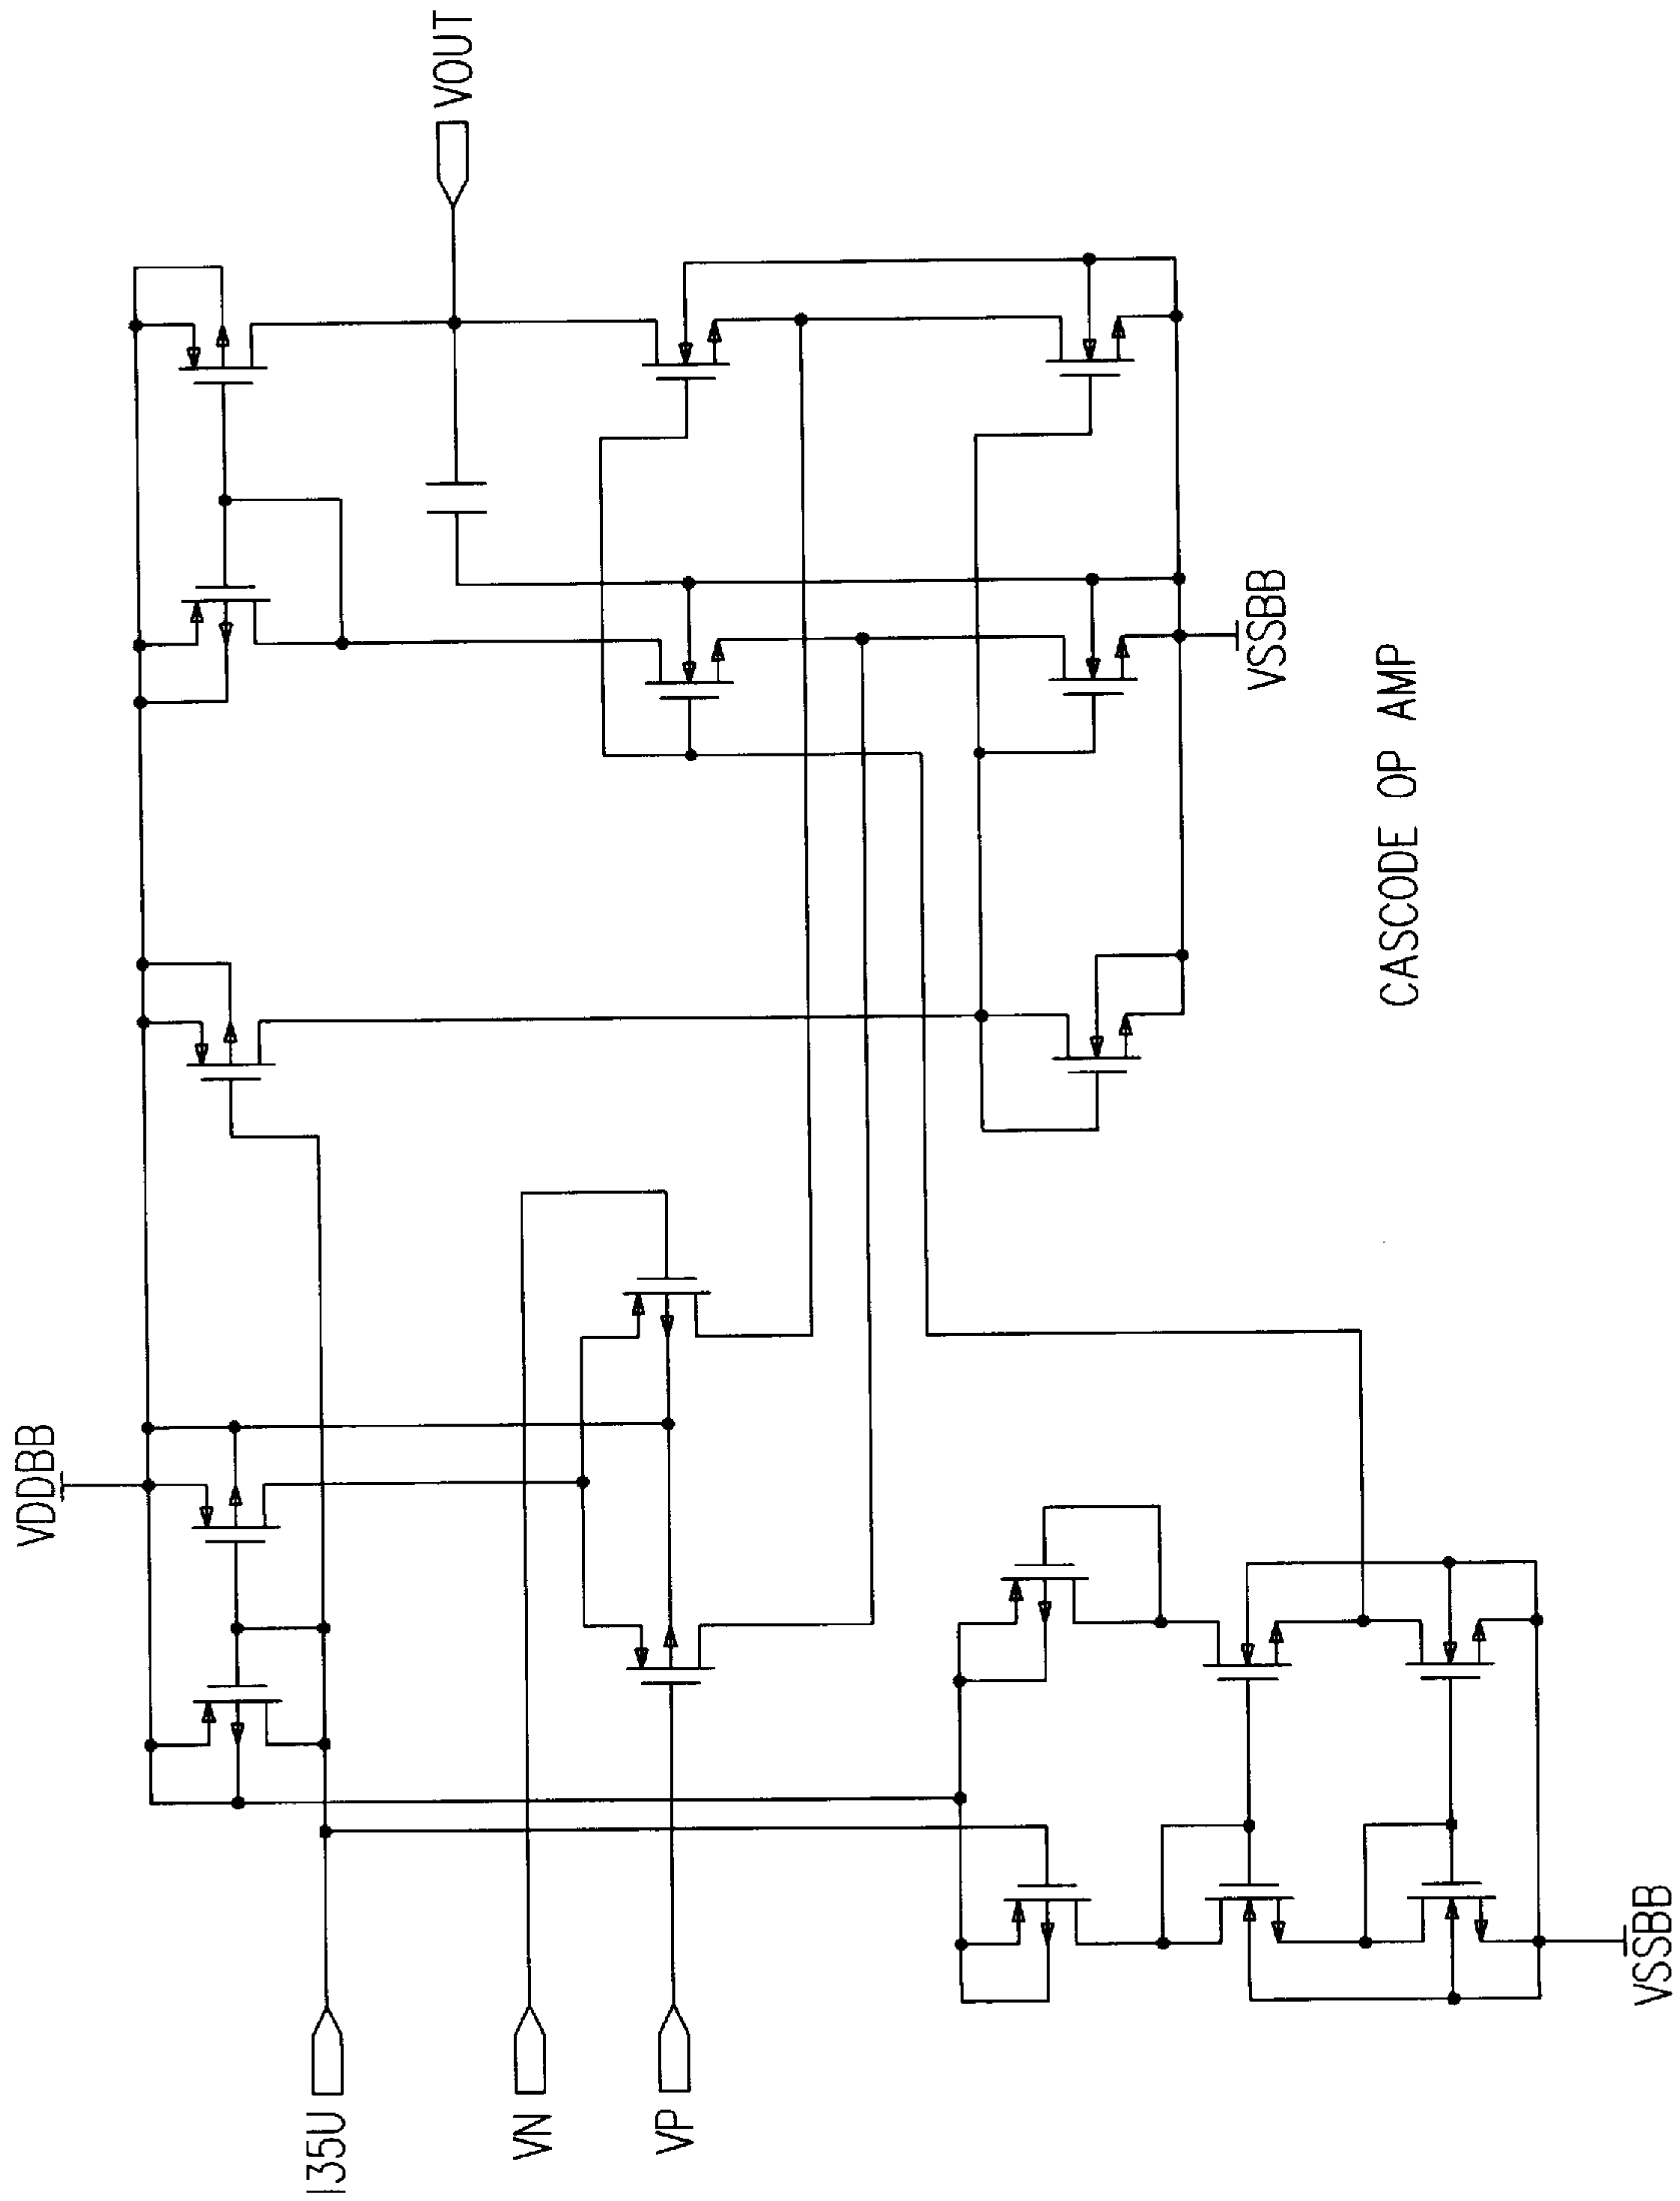 VDDBB
I35U
VN
VP
VOUT
VSSBB
VSSBB
CASCODE OP AMP